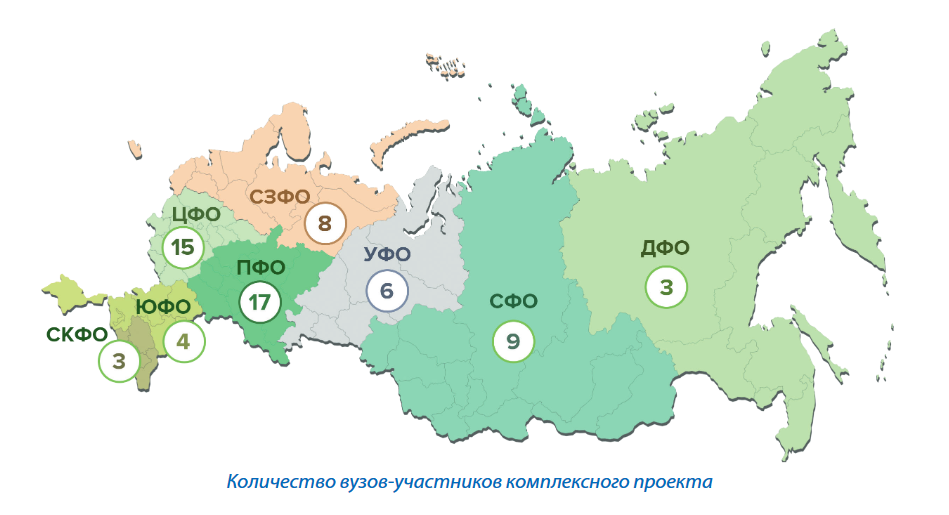 СЗФО
8
ЦФО
15
ПФО
17
УФО
6
ДФО
3
СФО
9
ЮФО
4
СКФО
3
Количество вузов-участников комплексного проекта